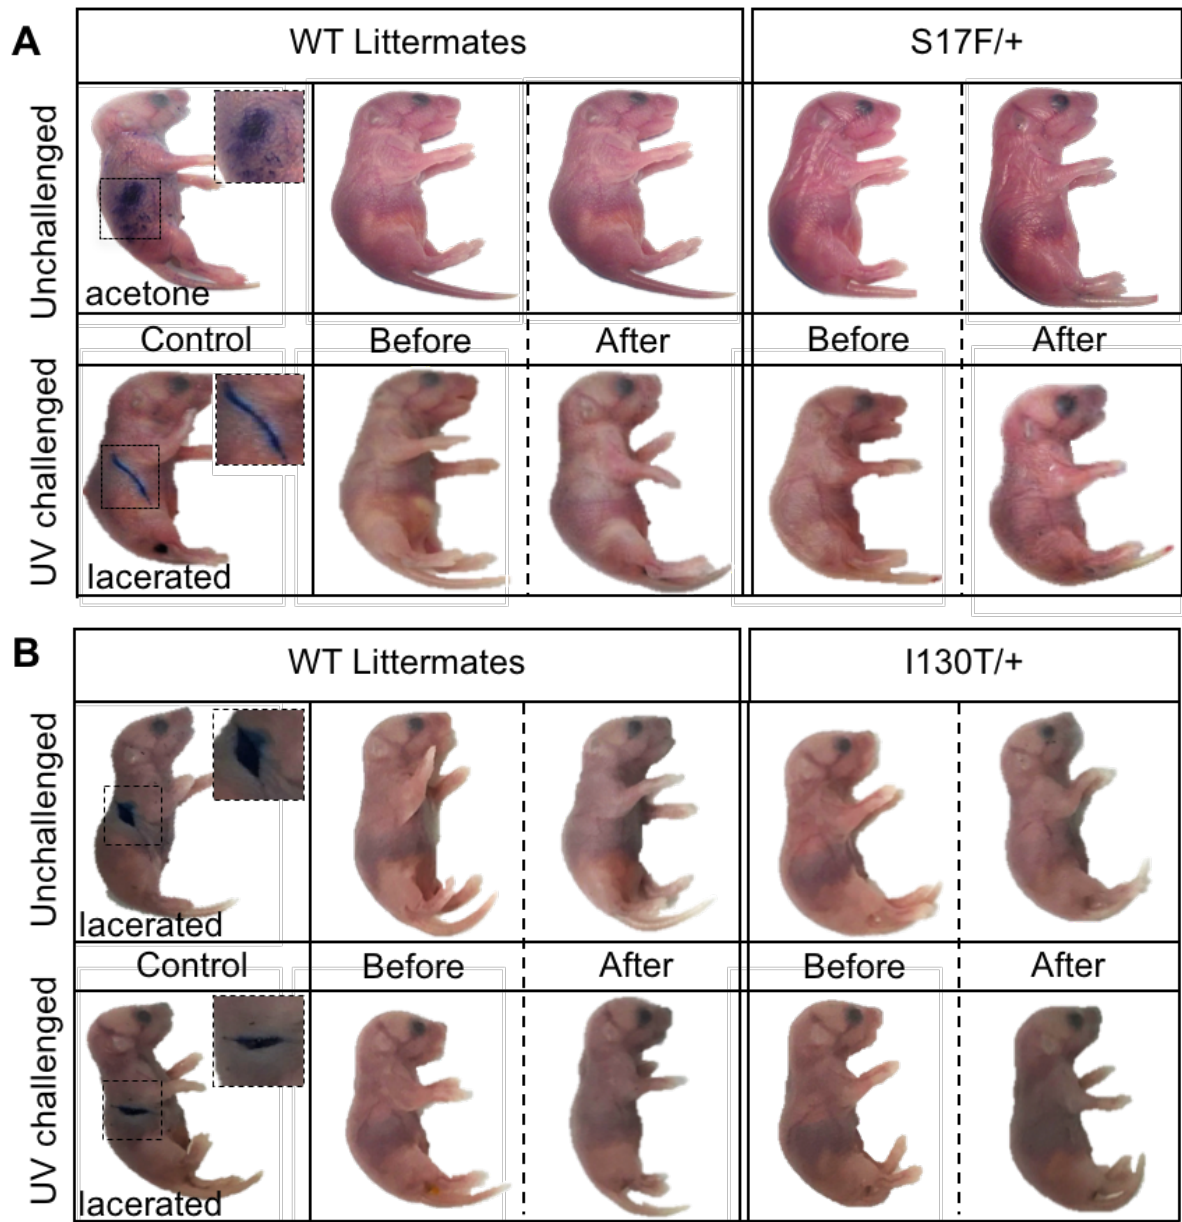 A
WT Littermates
S17F/+
Unchallenged
acetone
Control
Before
After
Before
After
UV challenged
lacerated
B
WT Littermates
I130T/+
Unchallenged
lacerated
Control
Before
After
Before
After
UV challenged
lacerated